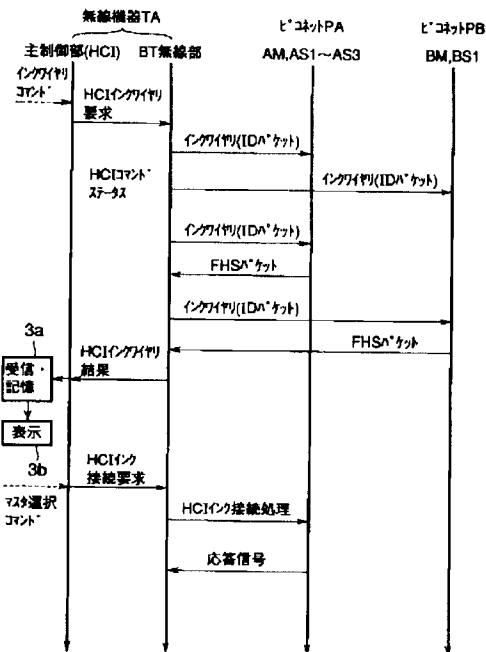 無線機器TA
ピコネットPA
ピコネットPB
主制御部(HCI)
BT無線部
AM,AS1～AS3
BM,BS1
インクワイヤリ
コマンド
HCIインクワイヤリ
要求
インクワイヤリ(IDパケット)
HCIコマンド
ステータス
インクワイヤリ(IDパケット)
インクワイヤリ(IDパケット)
FHSパケット
インクワイヤリ(IDパケット)
FHSパケット
3a
受信・
記憶
HCIインクワイヤリ
結果
表示
3b
HCIインク
接続要求
マスタ選択
コマンド
HCIインク接続処理
応答信号